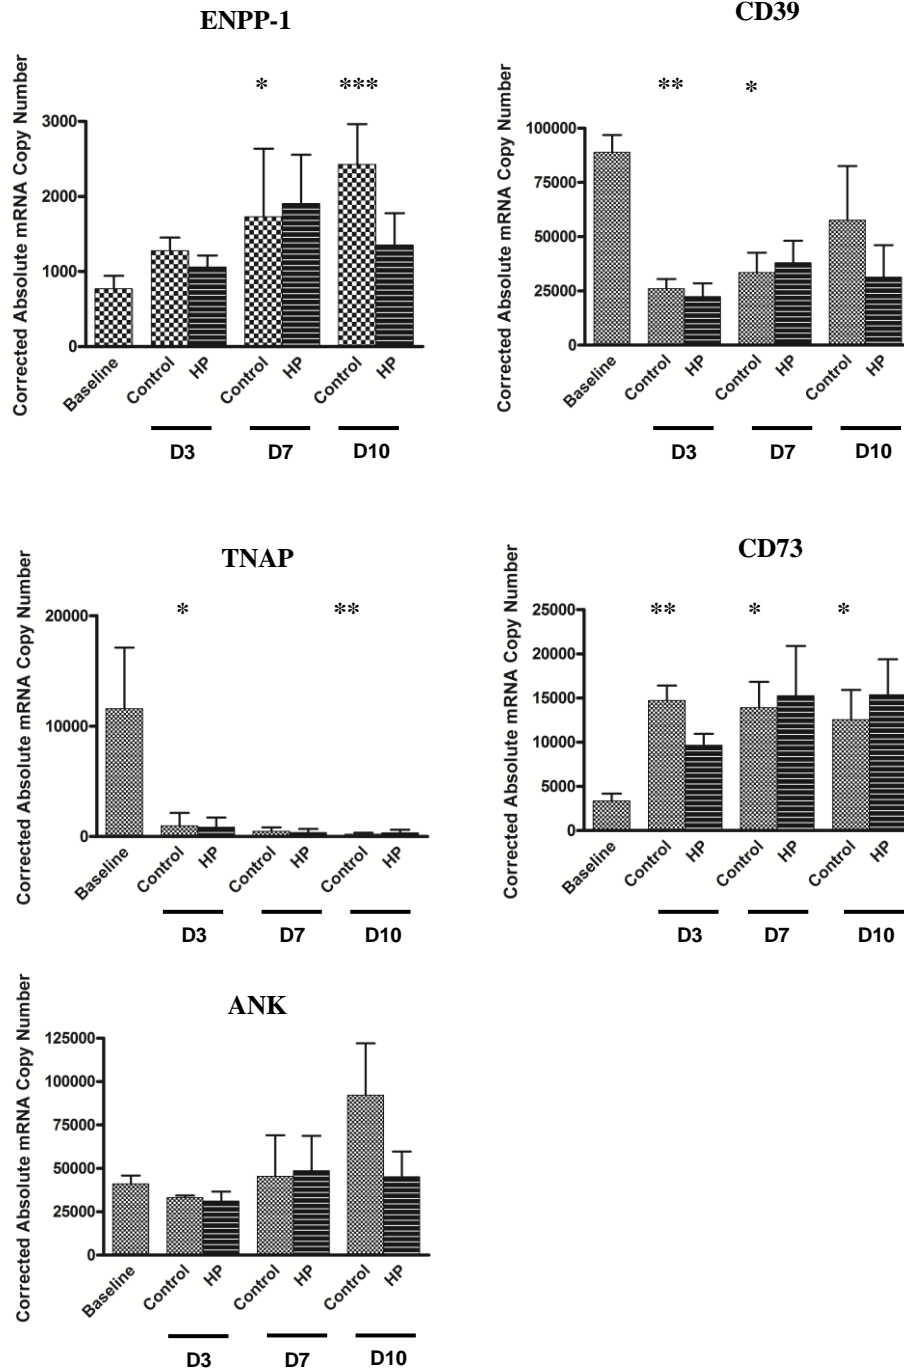 ENPP-1
* ***
Corrected Absolute mRNA Copy Number
3000
2000
1000
0
Baseline Control HP Control HP Control HP
D3 D7 D10
CD39
** *
Corrected Absolute mRNA Copy Number
100000
75000
50000
25000
0
Baseline Control HP Control HP Control HP
D3 D7 D10
TNAP
* **
Corrected Absolute mRNA Copy Number
20000
10000
0
Baseline Control HP Control HP Control HP
D3 D7 D10
CD73
** * *
Corrected Absolute mRNA Copy Number
25000
20000
15000
10000
5000
0
Baseline Control HP Control HP Control HP
D3 D7 D10
ANK
Corrected Absolute mRNA Copy Number
125000
100000
75000
50000
25000
0
Baseline Control HP Control HP Control HP
D3 D7 D10